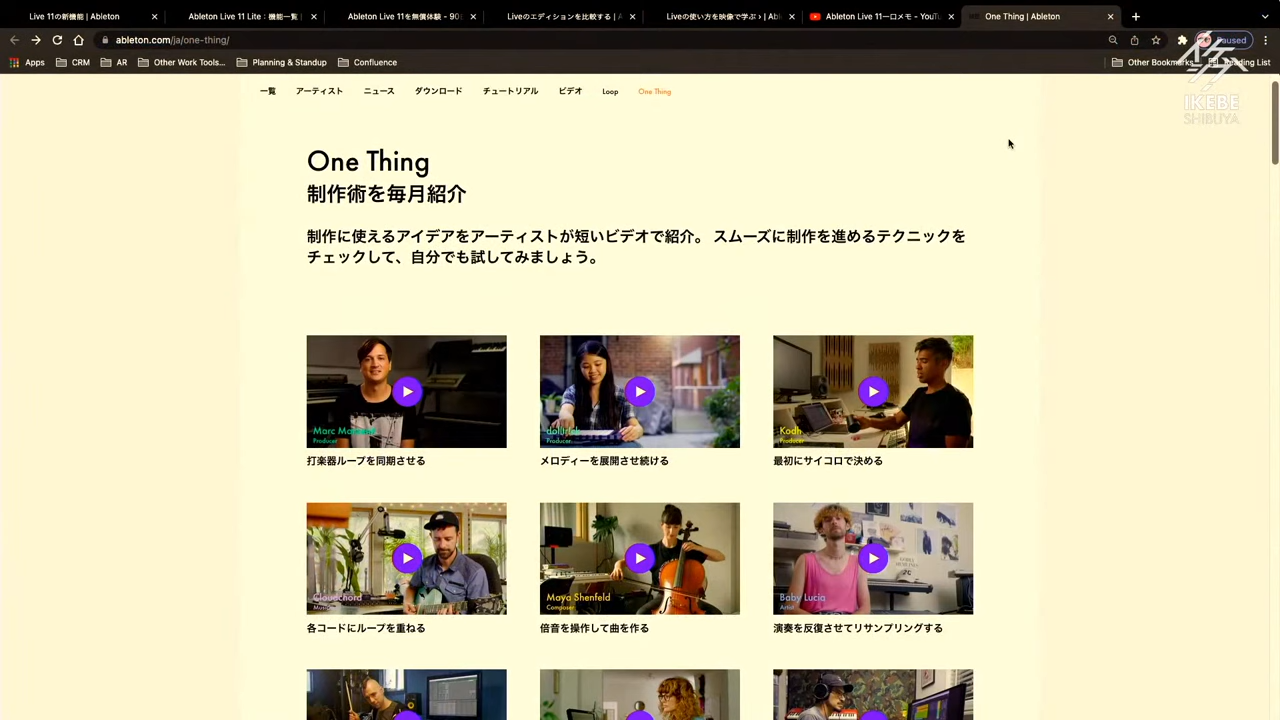 Live 11の新機能 | Ableton
Ableton Live 11 Lite：機能一覧
Ableton Live 11を無償体験 - 90
Liveのエディションを比較する | A
Liveの使い方を映像で学ぶ › | Abl
Ableton Live 11一口メモ - YouTu
One Thing | Ableton
ableton.com/ja/one-thing/
Paused
Apps
CRM
AR
Other Work Tools...
Planning & Standup
Confluence
Other Bookmarks
Reading List
IKEBE
SHIBUYA
一覧
アーティスト
ニュース
ダウンロード
チュートリアル
ビデオ
Loop
One Thing
One Thing
制作術を毎月紹介
制作に使えるアイデアをアーティストが短いビデオで紹介。 スムーズに制作を進めるテクニックを
チェックして、自分でも試してみましょう。
Producer
Producer
Kodh
Producer
打楽器ループを同期させる
メロディーを展開させ続ける
最初にサイコロで決める
Cloudchord
Maya Shenfeld
Composer
Baby Lucia
Artist
各コードにループを重ねる
倍音を操作して曲を作る
演奏を反復させてリサンプリングする